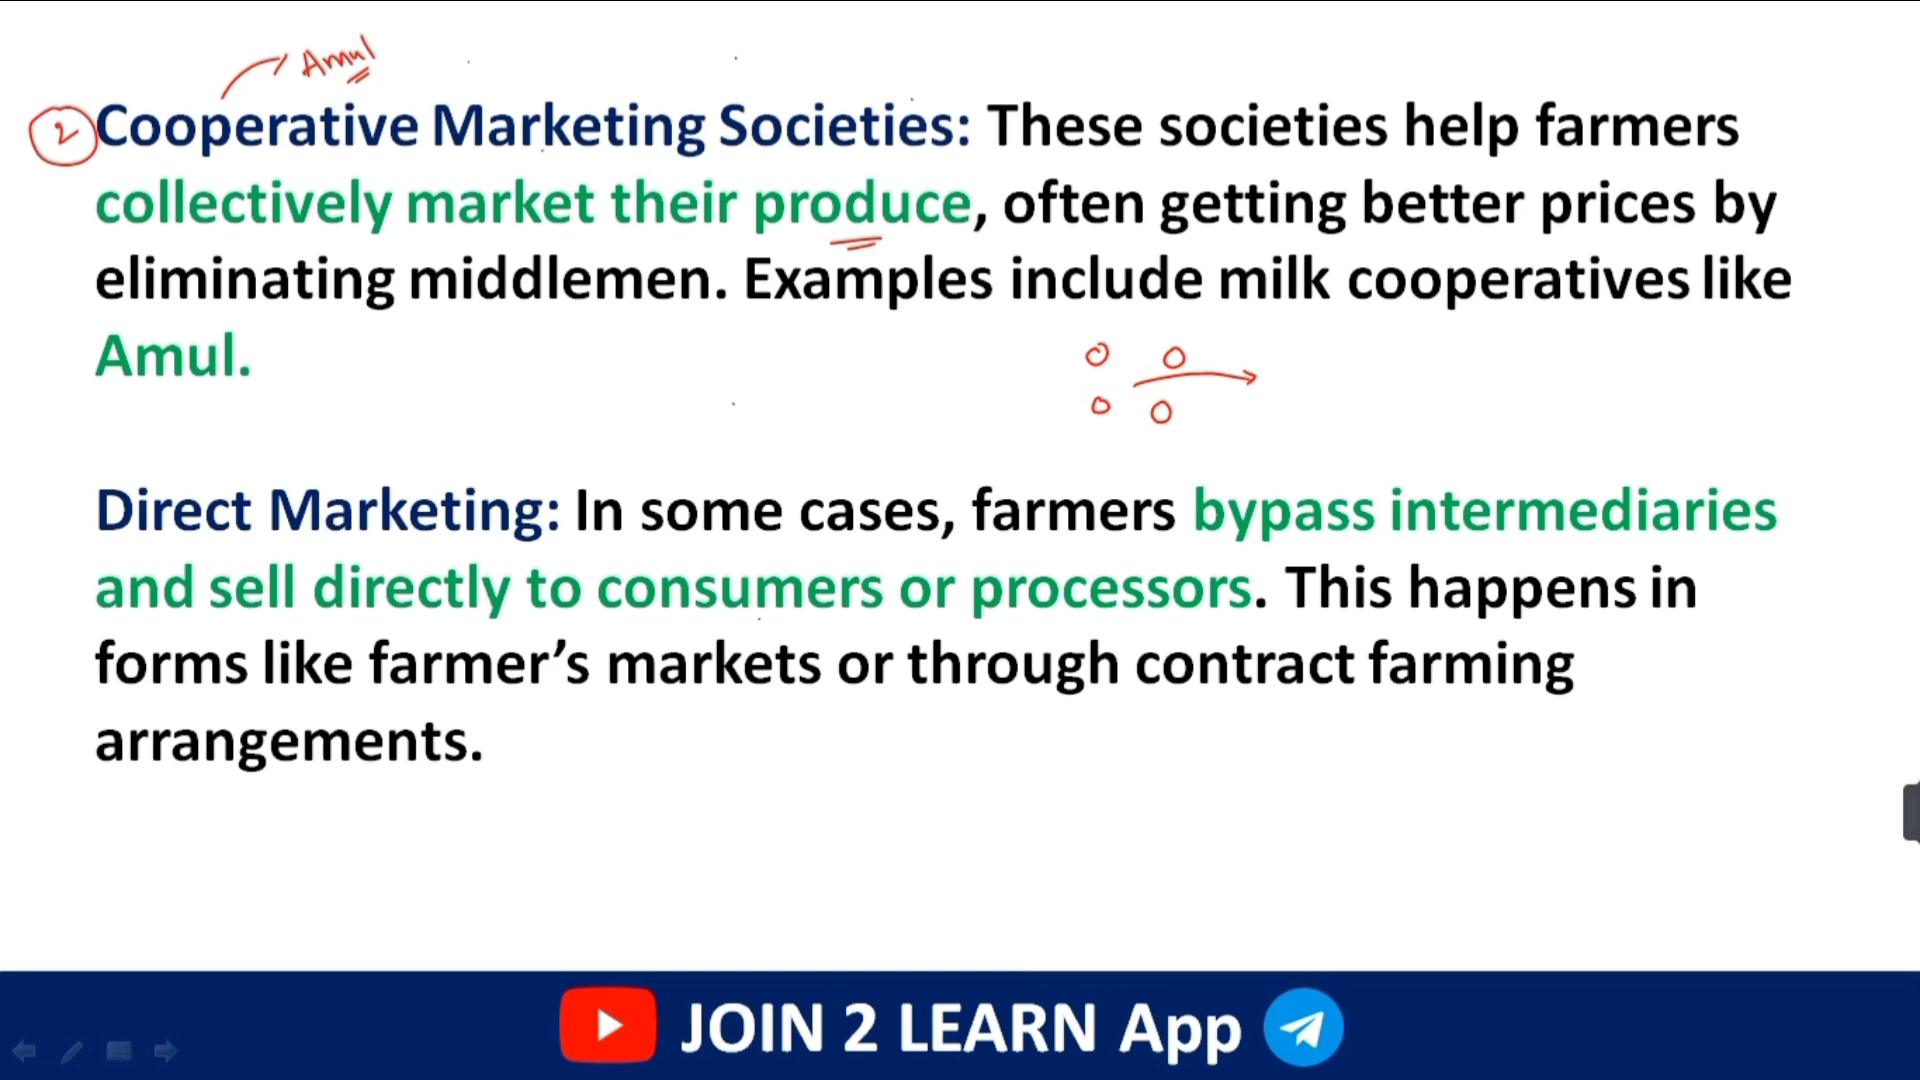 Amul
2
Cooperative Marketing Societies: These societies help farmers
collectively market their produce, often getting better prices by
eliminating middlemen. Examples include milk cooperatives like
Amul.
Direct Marketing: In some cases, farmers bypass intermediaries
and sell directly to consumers or processors. This happens in
forms like farmer’s markets or through contract farming
arrangements.
JOIN 2 LEARN App